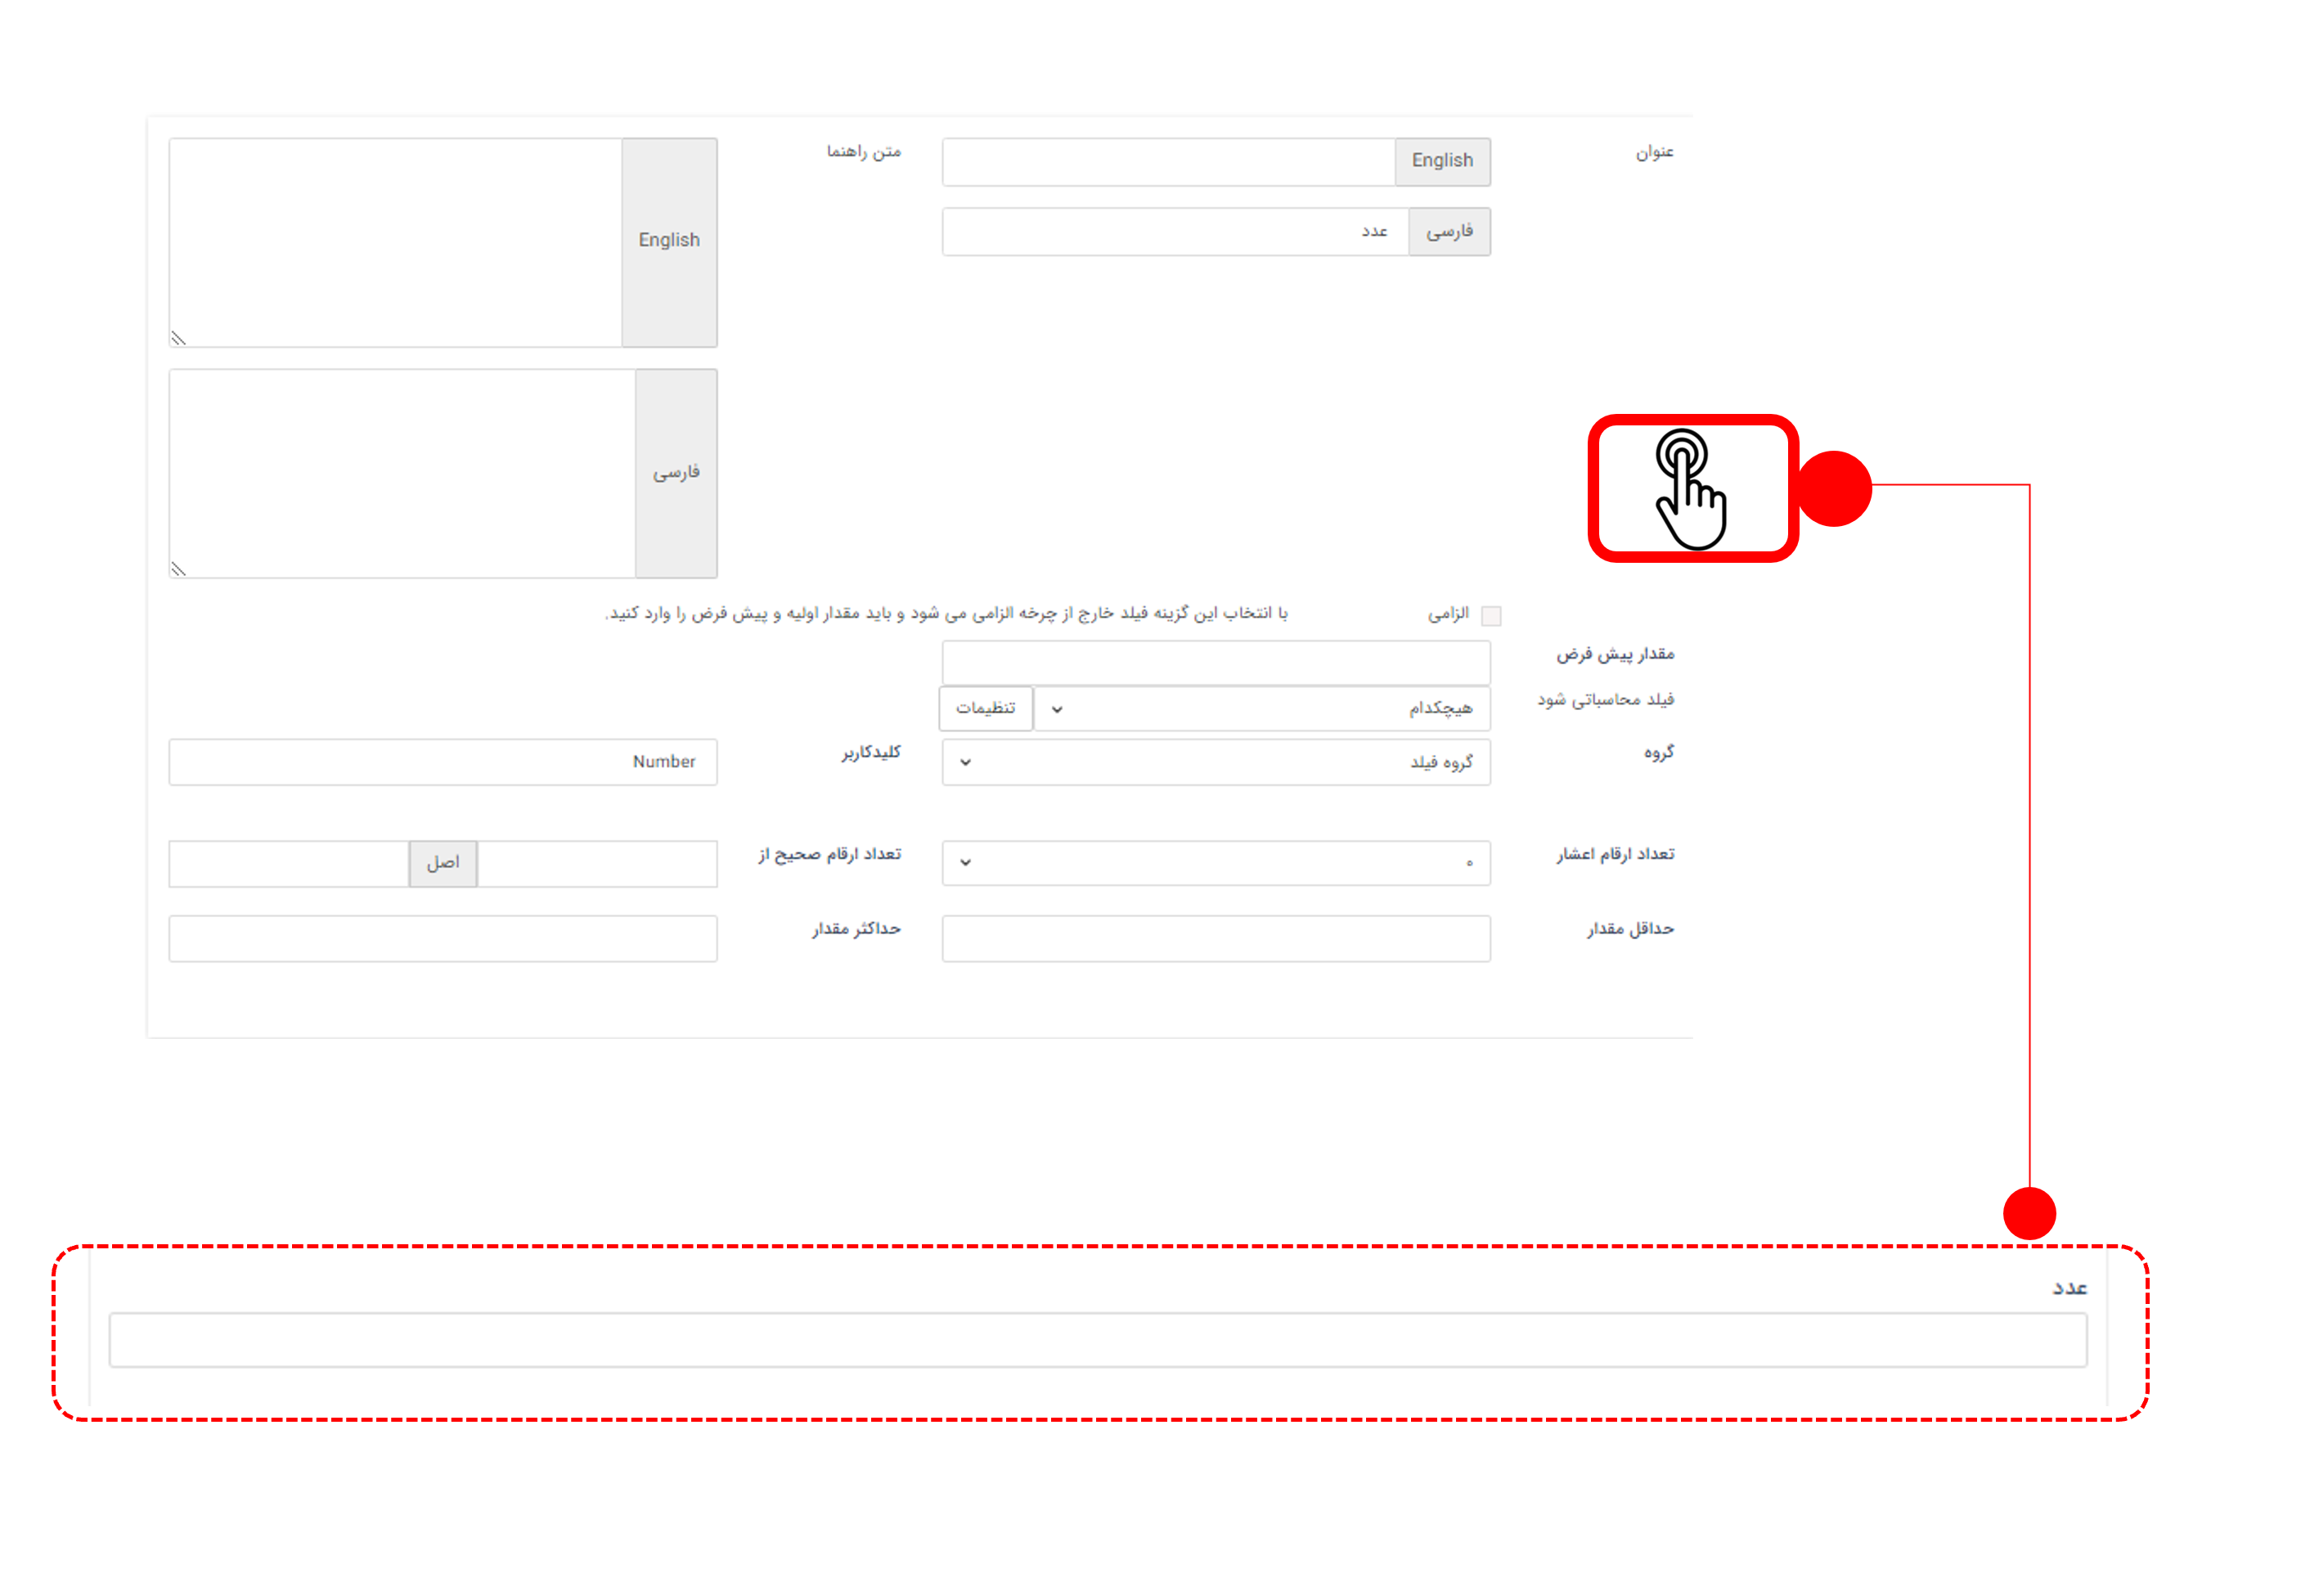 عنوان
English
متن راهنما
English
فارسی
عدد
فارسی
الزامی
با انتخاب این گزینه فیلد خارج از چرخه الزامی می شود و باید مقدار اولیه و پیش فرض را وارد کنید.
مقدار پیش فرض
فیلد محاسباتی شود
هیچکدام
تنظیمات
گروه
گروه فیلد
کلیدکاربر
Number
تعداد ارقام اعشار
۰
تعداد ارقام صحیح از
اصل
حداقل مقدار
حداکثر مقدار
عدد